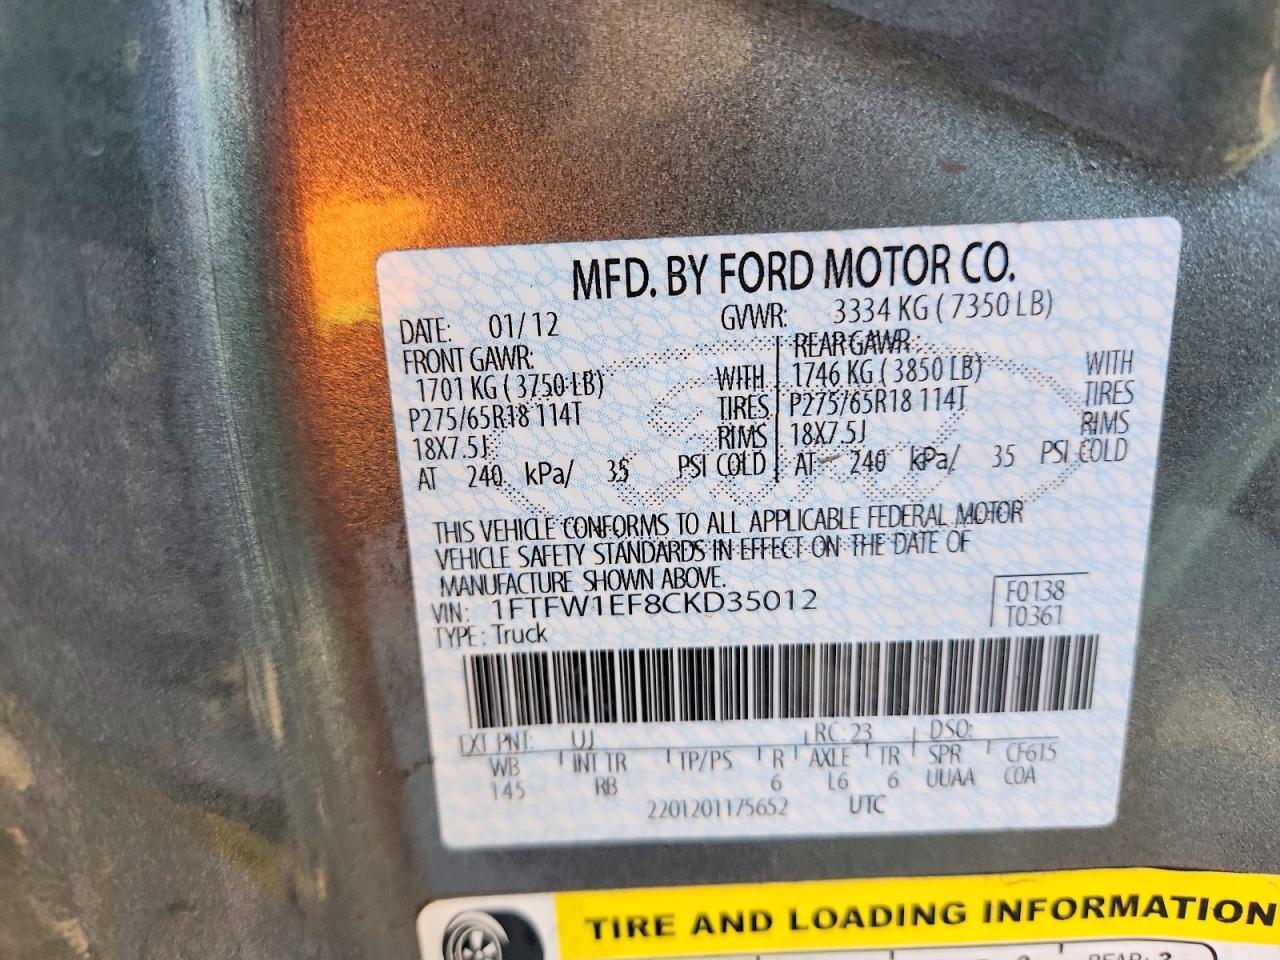 MFD. BY FORD MOTOR CO.
DATE: 01/12 GVWR: 3334 KG (7350 LB)
FRONT GAWR: REAR GAWR
1701 KG (3750 LB) WITH 1746 KG (3850 LB) WITH
P275/65R18 114T TIRES P275/65R18 114T TIRES
18X7.5J RIMS 18X7.5J RIMS
AT 240 kPa/ 35 PSI COLD AT 240 kPa/ 35 PSI COLD
THIS VEHICLE CONFORMS TO ALL APPLICABLE FEDERAL MOTOR
VEHICLE SAFETY STANDARDS IN EFFECT ON THE DATE OF
MANUFACTURE SHOWN ABOVE.
VIN: 1FTFW1EF8CKD35012 F0138
TYPE: Truck T0361
EXT PNT: UJ RC: 23 DSO:
WB INT TR TP/PS R AXLE TR SPR CF615
145 RB 6 L6 6 UUAA COA
2201201175652 UTC
TIRE AND LOADING INFORMATION
REAR: 3